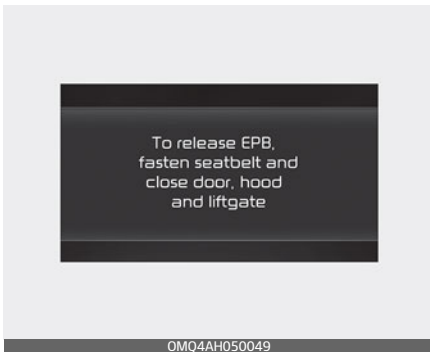 To release EPB,
fasten seatbelt and
close door, hood
and liftgate
OMQ4AH050049